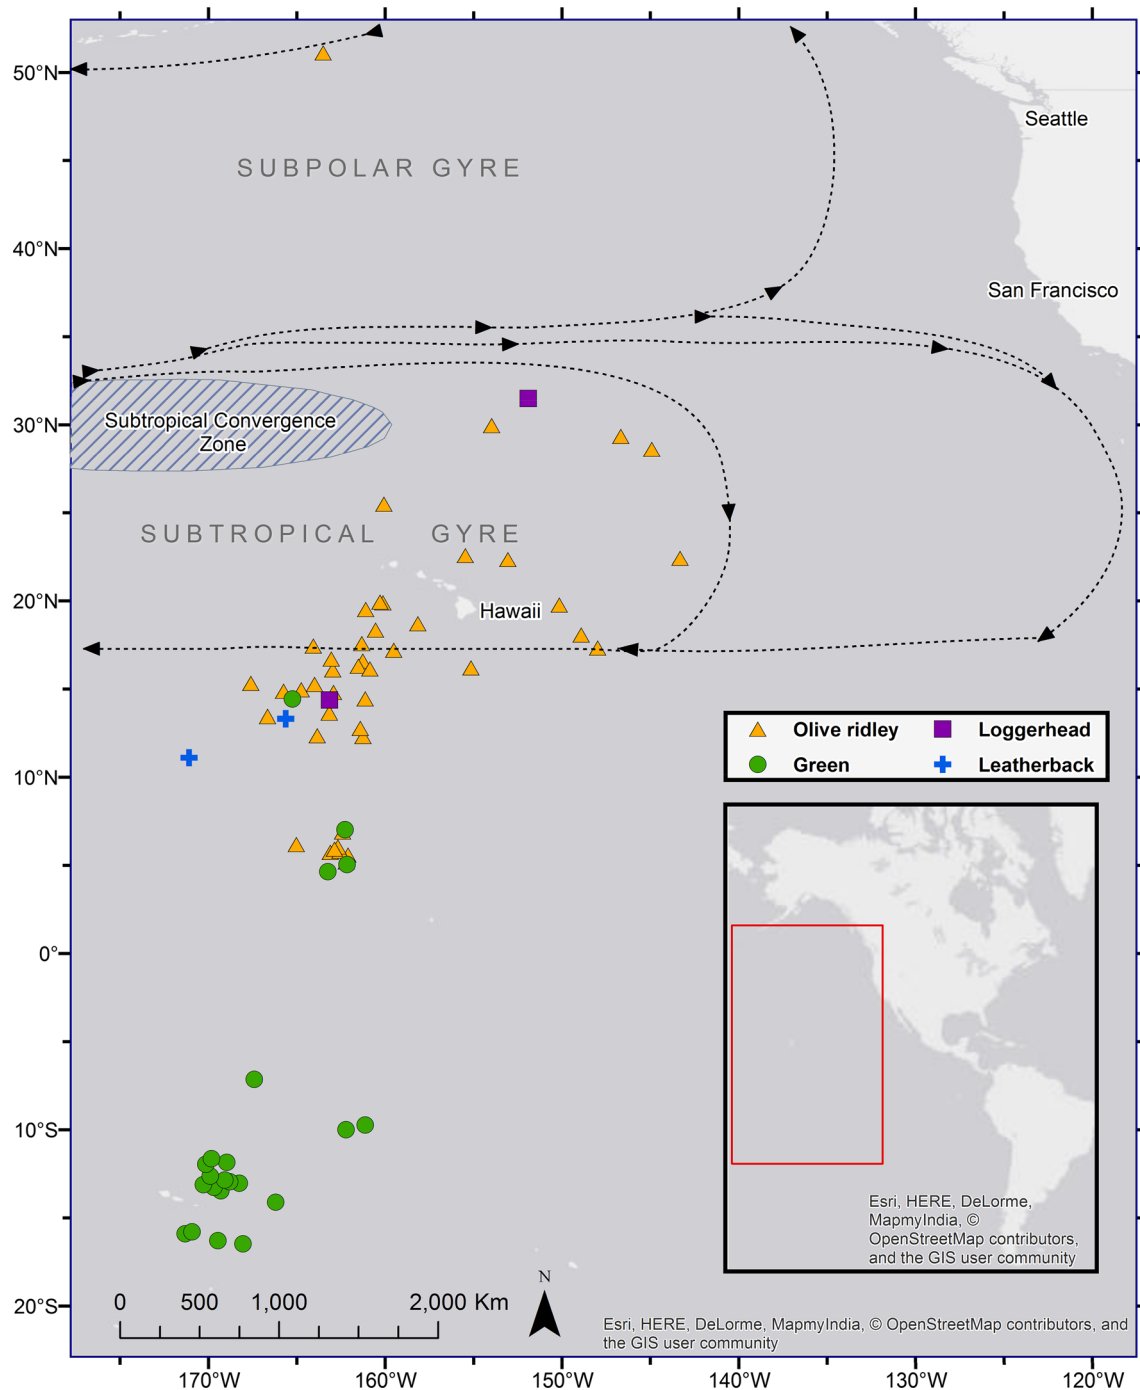 50°N
SUBPOLAR GYRE
Seattle
40°N
San Francisco
30°N
Subtropical Convergence
Zone
SUBTROPICAL GYRE
20°N
Hawaii
Olive ridley
Loggerhead
Green
Leatherback
10°N
0°
10°S
Esri, HERE, DeLorme,
MapmyIndia, ©
OpenStreetMap contributors,
and the GIS user community
20°S
0 500 1,000 2,000 Km
N
Esri, HERE, DeLorme, MapmyIndia, © OpenStreetMap contributors, and
the GIS user community
170°W 160°W 150°W 140°W 130°W 120°W